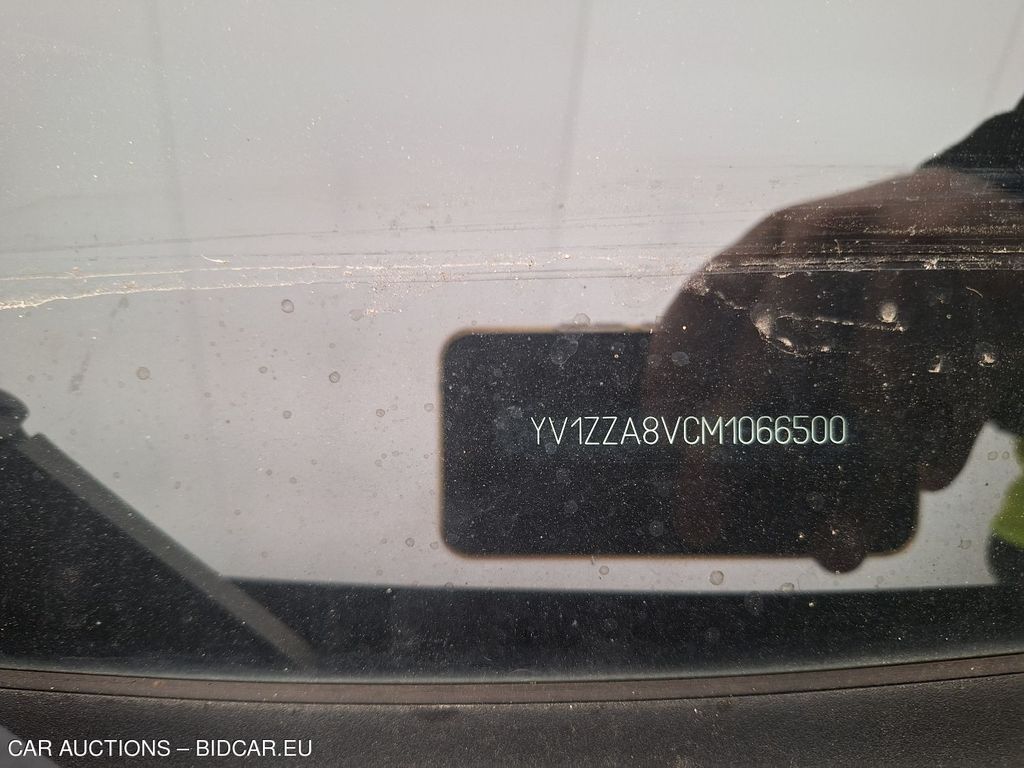 YV1ZZA8VCM1066500
CAR AUCTIONS – BIDCAR.EU